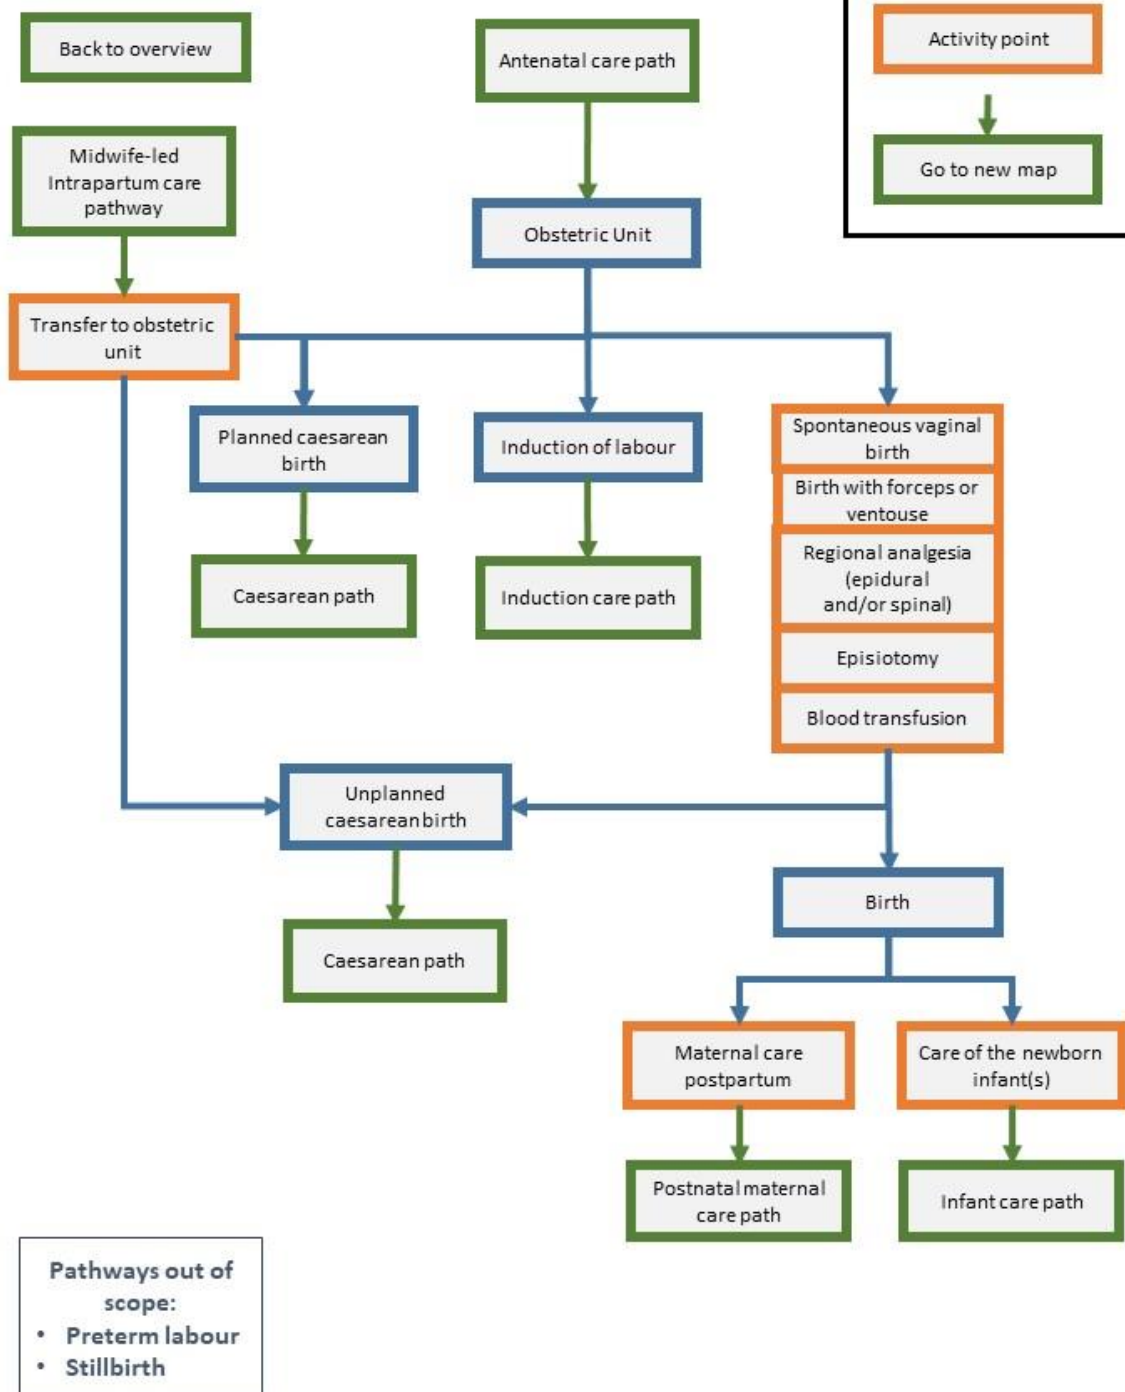 Back to overview
Antenatal care path
Activity point
Go to new map
Midwife-led
Intrapartum care
pathway
Obstetric Unit
Transfer to obstetric
unit
Planned caesarean
birth
Induction of labour
Spontaneous vaginal
birth
Birth with forceps or
ventouse
Regional analgesia
(epidural
and/or spinal)
Episiotomy
Blood transfusion
Caesarean path
Induction care path
Unplanned
caesarean birth
Birth
Caesarean path
Maternal care
postpartum
Care of the newborn
infant(s)
Postnatal maternal
care path
Infant care path
Pathways out of
scope:
• Preterm labour
• Stillbirth